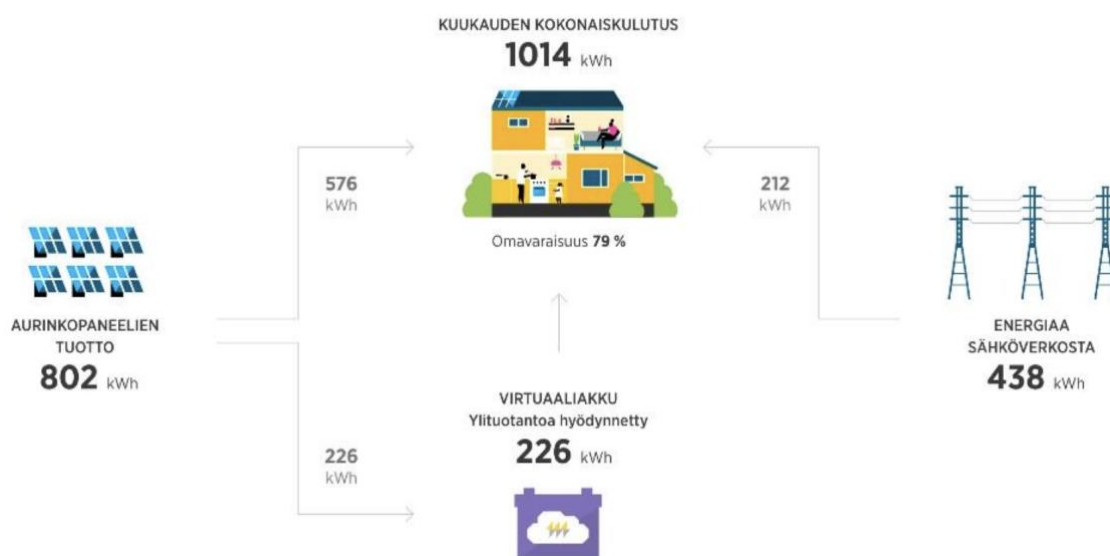 KUUKAUDEN KOKONAISKULUTUS
1014 kWh
576
kWh
212
kWh
Omavaraisuus 79 %
AURINKOPANEELIEN
TUOTTO
802 kWh
ENERGIAA
SÄHKÖVERKOSTA
438 kWh
VIRTUAALIAKKU
Ylituotantoa hyödynnetty
226 kWh
226
kWh